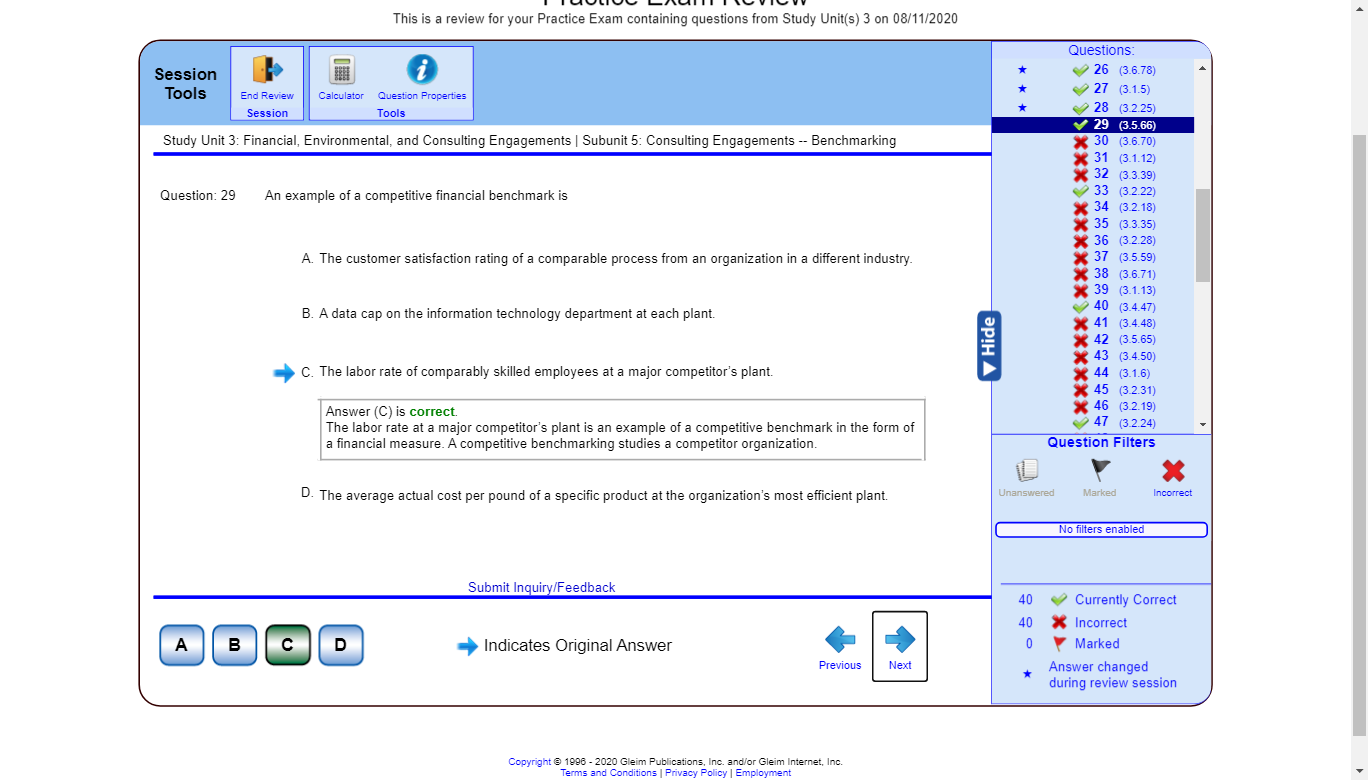 Practice Exam Review
This is a review for your Practice Exam containing questions from Study Unit(s) 3 on 08/11/2020
Session
Tools
End Review
Session
Calculator
Question Properties
Tools
Study Unit 3: Financial, Environmental, and Consulting Engagements | Subunit 5: Consulting Engagements -- Benchmarking
Question: 29 An example of a competitive financial benchmark is
A. The customer satisfaction rating of a comparable process from an organization in a different industry.
B. A data cap on the information technology department at each plant.
C. The labor rate of comparably skilled employees at a major competitor's plant.
Answer (C) is correct.
The labor rate at a major competitor's plant is an example of a competitive benchmark in the form of
a financial measure. A competitive benchmarking studies a competitor organization.
D. The average actual cost per pound of a specific product at the organization's most efficient plant.
Submit Inquiry/Feedback
A
B
C
D
Indicates Original Answer
Previous
Next
Hide
Questions:
26 (3.6.78)
27 (3.1.5)
28 (3.2.25)
29 (3.5.66)
30 (3.6.70)
31 (3.1.12)
32 (3.3.39)
33 (3.2.22)
34 (3.2.18)
35 (3.3.35)
36 (3.2.28)
37 (3.5.59)
38 (3.6.71)
39 (3.1.13)
40 (3.4.47)
41 (3.4.48)
42 (3.5.65)
43 (3.4.50)
44 (3.1.6)
45 (3.2.31)
46 (3.2.19)
47 (3.2.24)
Question Filters
Unanswered
Marked
Incorrect
No filters enabled
40 Currently Correct
40 Incorrect
0 Marked
Answer changed
during review session
Copyright © 1996 - 2020 Gleim Publications, Inc. and/or Gleim Internet, Inc.
Terms and Conditions | Privacy Policy | Employment